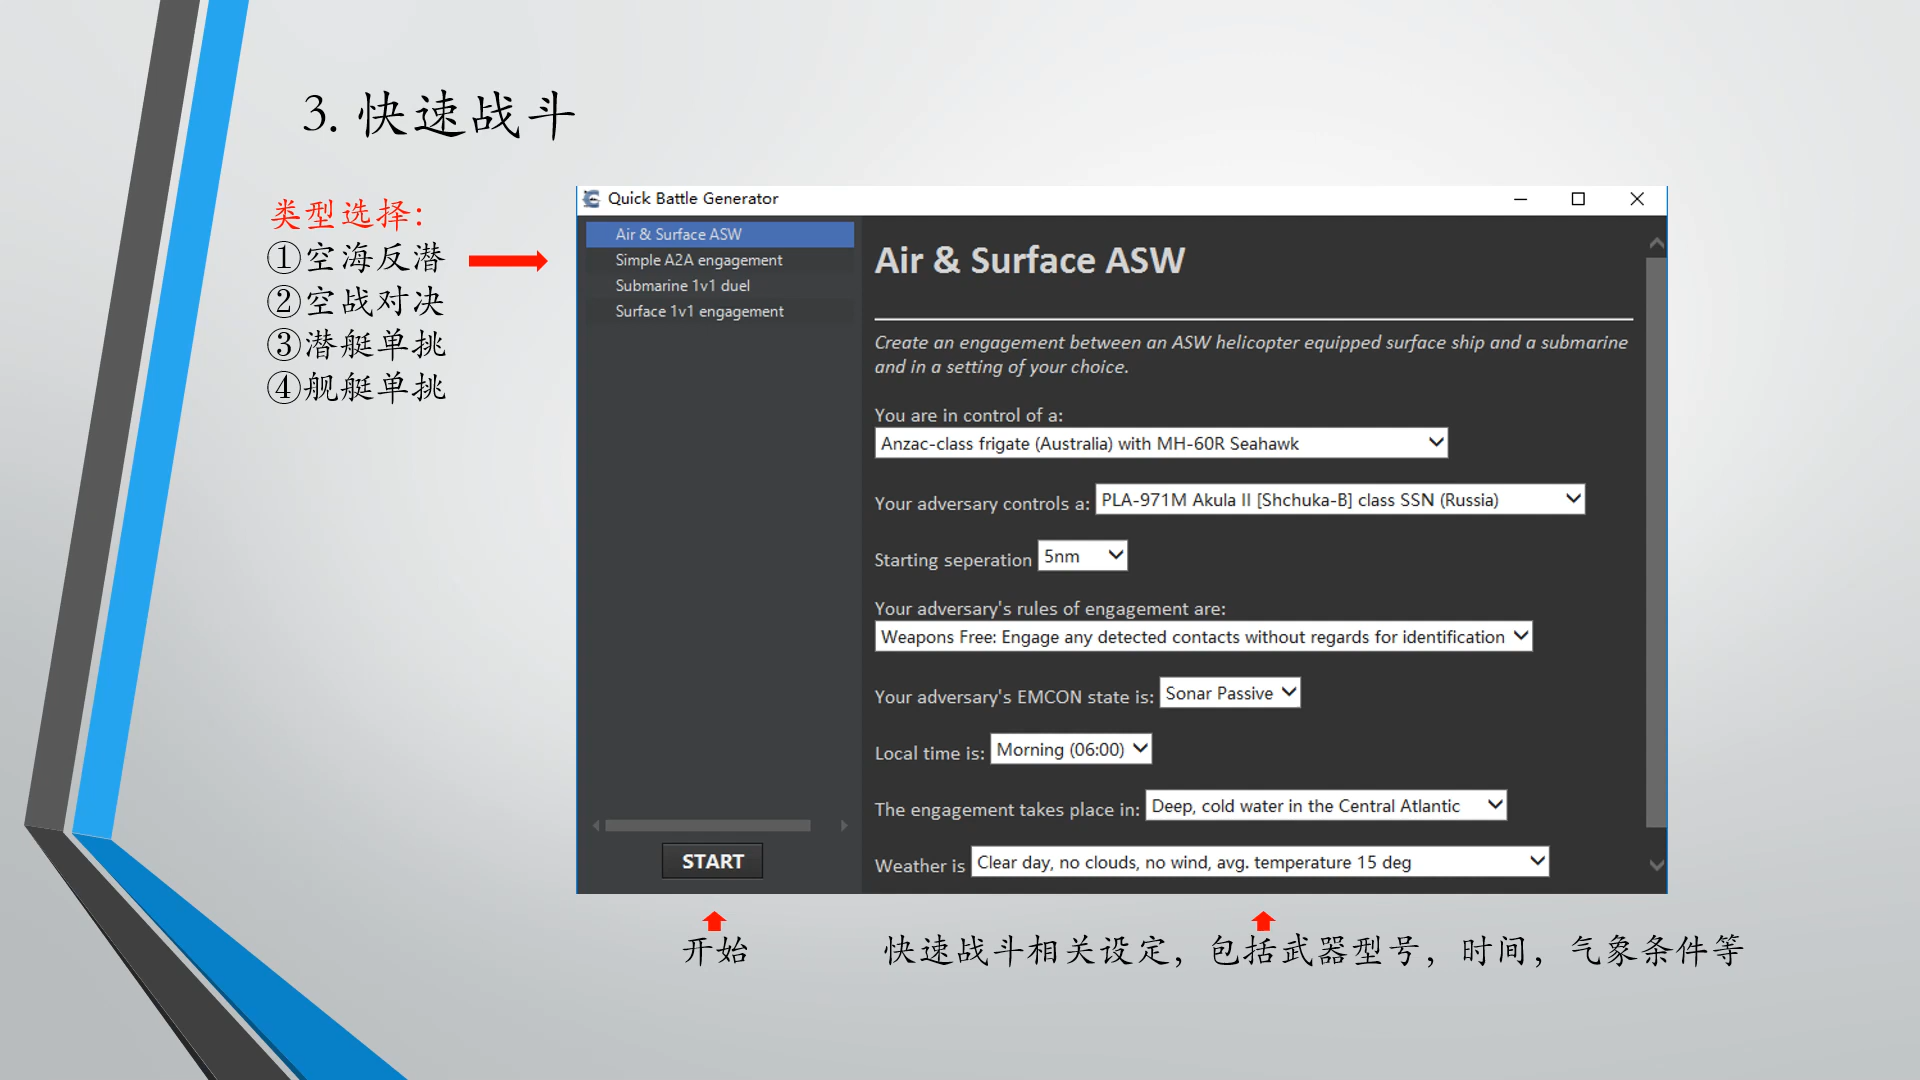 3. 快速战斗
类型选择：
①空海反潜
②空战对决
③潜艇单挑
④舰艇单挑
Quick Battle Generator
Air & Surface ASW
Simple A2A engagement
Submarine 1v1 duel
Surface 1v1 engagement
START
Air & Surface ASW
Create an engagement between an ASW helicopter equipped surface ship and a submarine
and in a setting of your choice.
You are in control of a:
Anzac-class frigate (Australia) with MH-60R Seahawk
Your adversary controls a: PLA-971M Akula II [Shchuka-B] class SSN (Russia)
Starting seperation 5nm
Your adversary's rules of engagement are:
Weapons Free: Engage any detected contacts without regards for identification
Your adversary's EMCON state is: Sonar Passive
Local time is: Morning (06:00)
The engagement takes place in: Deep, cold water in the Central Atlantic
Weather is Clear day, no clouds, no wind, avg. temperature 15 deg
开始
快速战斗相关设定，包括武器型号，时间，气象条件等